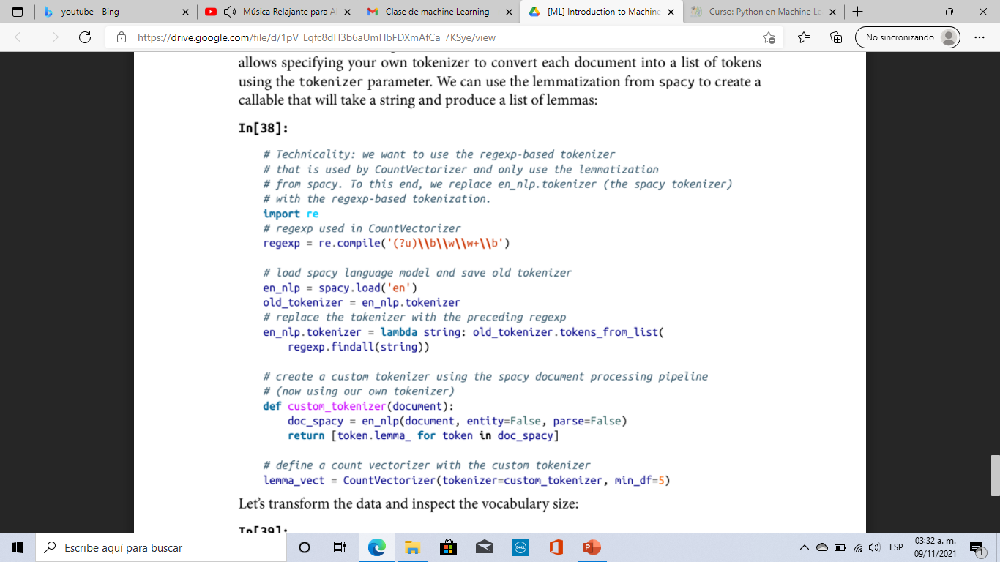 youtube - Bing
Música Relajante para A
Clase de machine Learning -
[ML] Introduction to Machine
Curso: Python en Machine Le
https://drive.google.com/file/d/1pV_Lqfc8dH3b6aUmHbFDXmAfCa_7KSye/view
No sincronizando
allows specifying your own tokenizer to convert each document into a list of tokens
using the tokenizer parameter. We can use the lemmatization from spacy to create a
callable that will take a string and produce a list of lemmas:
In[38]:
# Technicality: we want to use the regexp-based tokenizer
# that is used by CountVectorizer and only use the lemmatization
# from spacy. To this end, we replace en_nlp.tokenizer (the spacy tokenizer)
# with the regexp-based tokenization.
import re
# regexp used in CountVectorizer
regexp = re.compile('(?u)\\b\\w\\w+\\b')
# load spacy language model and save old tokenizer
en_nlp = spacy.load('en')
old_tokenizer = en_nlp.tokenizer
# replace the tokenizer with the preceding regexp
en_nlp.tokenizer = lambda string: old_tokenizer.tokens_from_list(
    regexp.findall(string))
# create a custom tokenizer using the spacy document processing pipeline
# (now using our own tokenizer)
def custom_tokenizer(document):
    doc_spacy = en_nlp(document, entity=False, parse=False)
    return [token.lemma_ for token in doc_spacy]
# define a count vectorizer with the custom tokenizer
lemma_vect = CountVectorizer(tokenizer=custom_tokenizer, min_df=5)
Let's transform the data and inspect the vocabulary size:
In[39]:
Escribe aquí para buscar
DELL
ESP
03:32 a. m.
09/11/2021
1